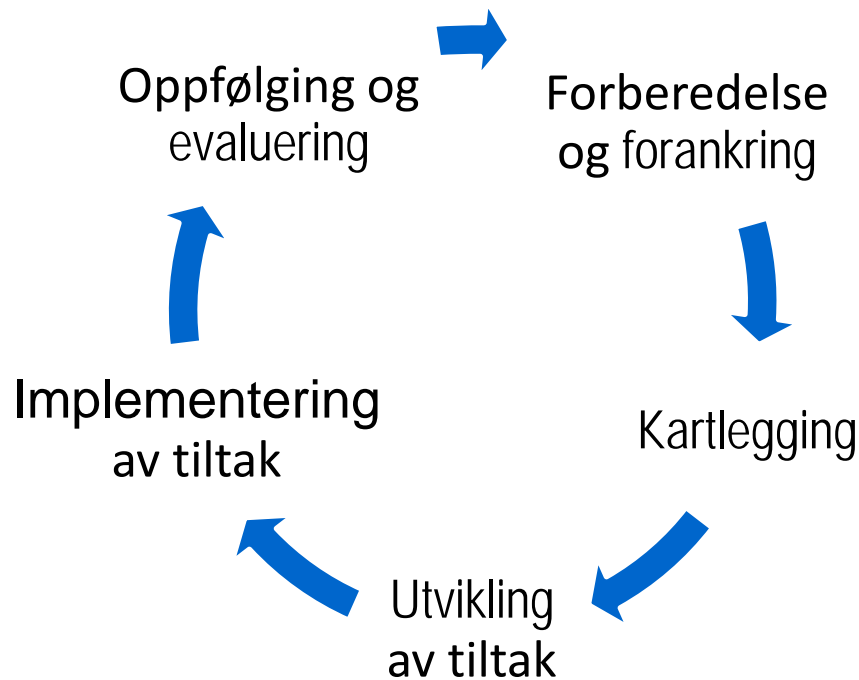 Oppfølging og
evaluering
Forberedelse
og forankring
Kartlegging
Utvikling
av tiltak
Implementering
av tiltak